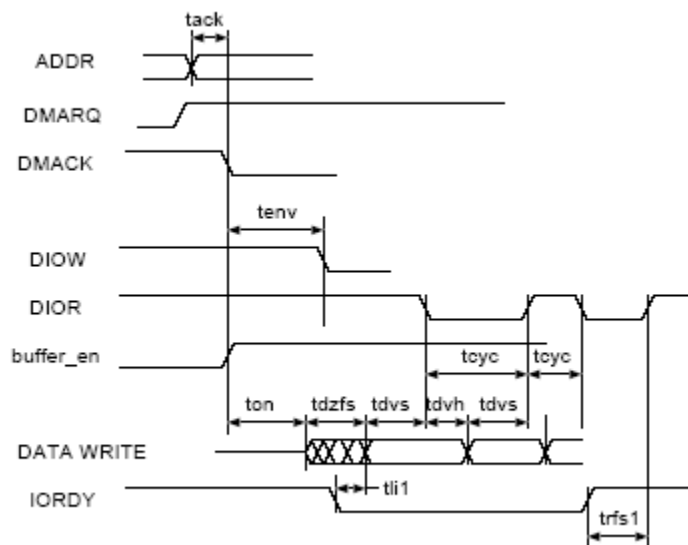 tack
ADDR
DMARQ
DMACK
tenv
DIOW
DIOR
buffer_en
tcyc tcyc
ton tdzfs tdvs tdvh tdvs
DATA WRITE
tli1
IORDY
trfs1